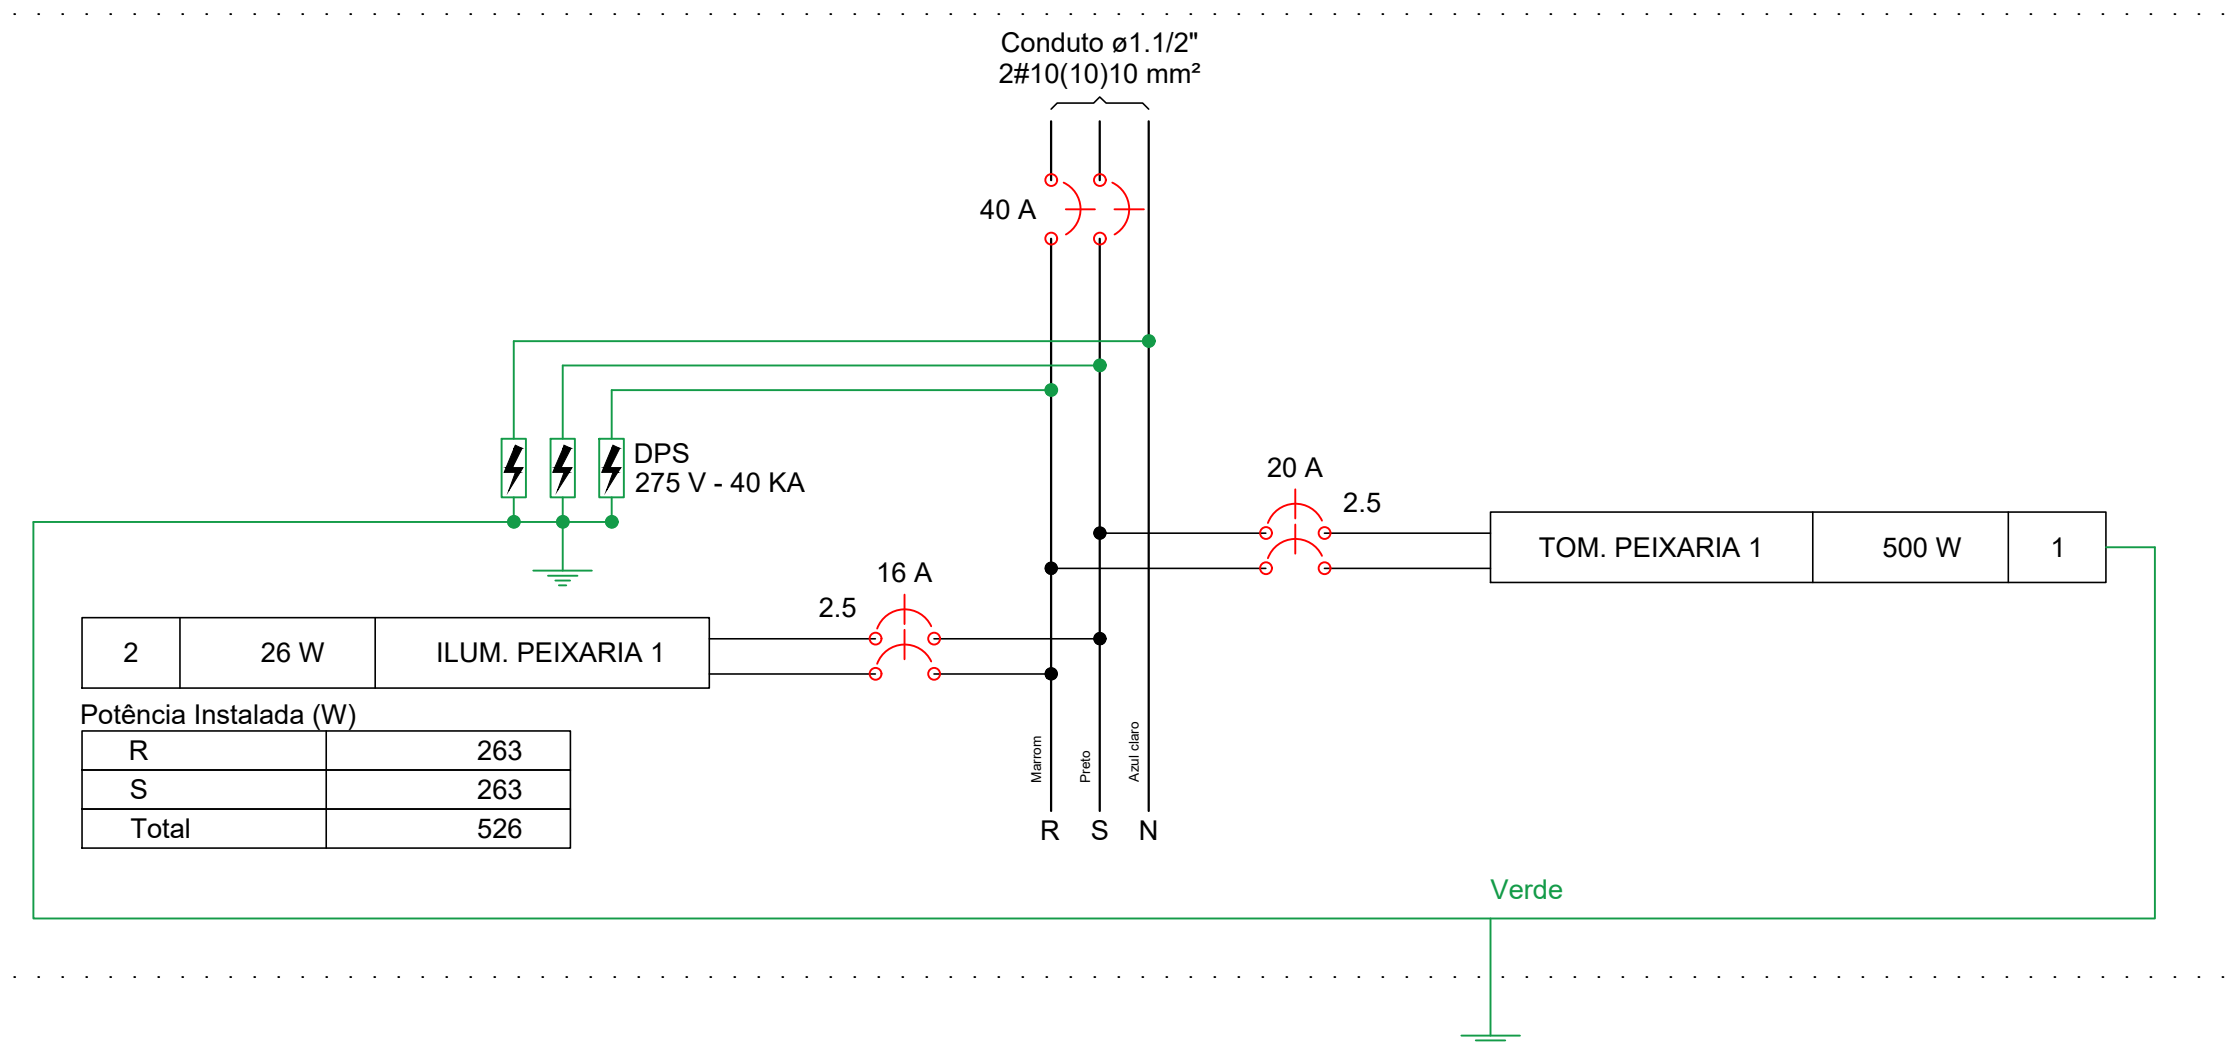 Conduto ø1.1/2"
2#10(10)10 mm²
40 A
DPS
275 V - 40 KA
20 A
2.5
TOM. PEIXARIA 1 500 W 1
16 A
2.5
2 26 W ILUM. PEIXARIA 1
Potência Instalada (W)
R 263
S 263
Total 526
Marrom
Preto
Azul claro
R S N
Verde